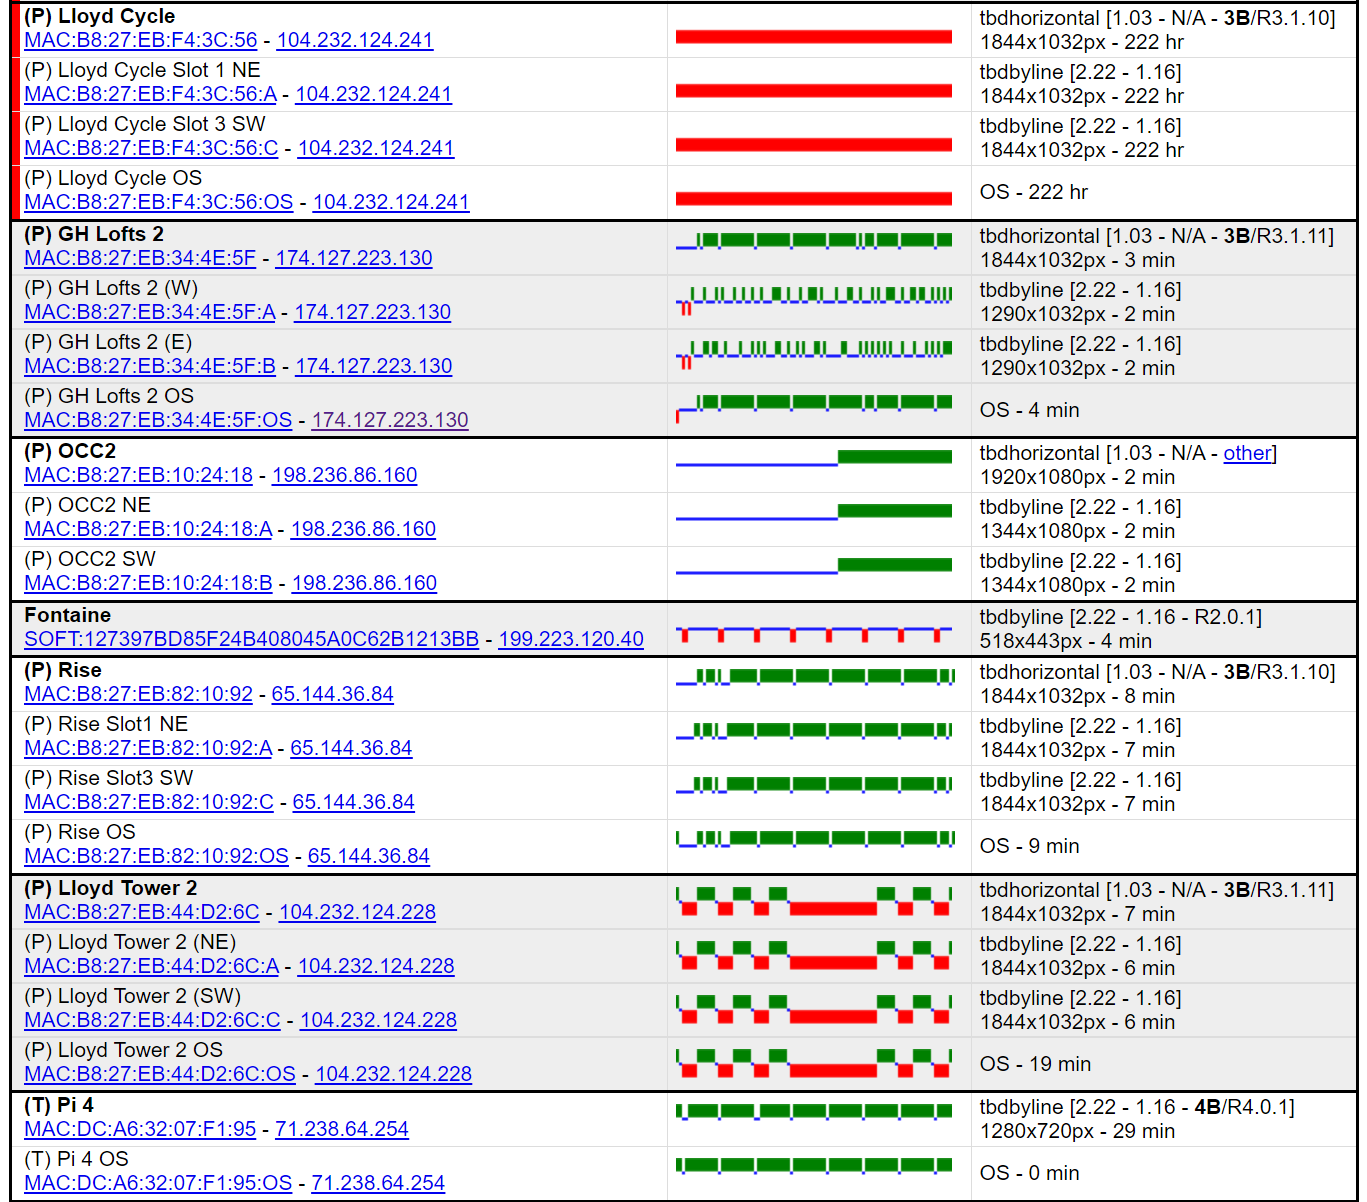 (P) Lloyd Cycle
MAC:B8:27:EB:F4:3C:56 - 104.232.124.241
tbdhorizontal [1.03 - N/A - 3B/R3.1.10]
1844x1032px - 222 hr
(P) Lloyd Cycle Slot 1 NE
MAC:B8:27:EB:F4:3C:56:A - 104.232.124.241
tbdbyline [2.22 - 1.16]
1844x1032px - 222 hr
(P) Lloyd Cycle Slot 3 SW
MAC:B8:27:EB:F4:3C:56:C - 104.232.124.241
tbdbyline [2.22 - 1.16]
1844x1032px - 222 hr
(P) Lloyd Cycle OS
MAC:B8:27:EB:F4:3C:56:OS - 104.232.124.241
OS - 222 hr
(P) GH Lofts 2
MAC:B8:27:EB:34:4E:5F - 174.127.223.130
tbdhorizontal [1.03 - N/A - 3B/R3.1.11]
1844x1032px - 3 min
(P) GH Lofts 2 (W)
MAC:B8:27:EB:34:4E:5F:A - 174.127.223.130
tbdbyline [2.22 - 1.16]
1290x1032px - 2 min
(P) GH Lofts 2 (E)
MAC:B8:27:EB:34:4E:5F:B - 174.127.223.130
tbdbyline [2.22 - 1.16]
1290x1032px - 2 min
(P) GH Lofts 2 OS
MAC:B8:27:EB:34:4E:5F:OS - 174.127.223.130
OS - 4 min
(P) OCC2
MAC:B8:27:EB:10:24:18 - 198.236.86.160
tbdhorizontal [1.03 - N/A - other]
1920x1080px - 2 min
(P) OCC2 NE
MAC:B8:27:EB:10:24:18:A - 198.236.86.160
tbdbyline [2.22 - 1.16]
1344x1080px - 2 min
(P) OCC2 SW
MAC:B8:27:EB:10:24:18:B - 198.236.86.160
tbdbyline [2.22 - 1.16]
1344x1080px - 2 min
Fontaine
SOFT:127397BD85F24B408045A0C62B1213BB - 199.223.120.40
tbdbyline [2.22 - 1.16 - R2.0.1]
518x443px - 4 min
(P) Rise
MAC:B8:27:EB:82:10:92 - 65.144.36.84
tbdhorizontal [1.03 - N/A - 3B/R3.1.10]
1844x1032px - 8 min
(P) Rise Slot1 NE
MAC:B8:27:EB:82:10:92:A - 65.144.36.84
tbdbyline [2.22 - 1.16]
1844x1032px - 7 min
(P) Rise Slot3 SW
MAC:B8:27:EB:82:10:92:C - 65.144.36.84
tbdbyline [2.22 - 1.16]
1844x1032px - 7 min
(P) Rise OS
MAC:B8:27:EB:82:10:92:OS - 65.144.36.84
OS - 9 min
(P) Lloyd Tower 2
MAC:B8:27:EB:44:D2:6C - 104.232.124.228
tbdhorizontal [1.03 - N/A - 3B/R3.1.11]
1844x1032px - 7 min
(P) Lloyd Tower 2 (NE)
MAC:B8:27:EB:44:D2:6C:A - 104.232.124.228
tbdbyline [2.22 - 1.16]
1844x1032px - 6 min
(P) Lloyd Tower 2 (SW)
MAC:B8:27:EB:44:D2:6C:C - 104.232.124.228
tbdbyline [2.22 - 1.16]
1844x1032px - 6 min
(P) Lloyd Tower 2 OS
MAC:B8:27:EB:44:D2:6C:OS - 104.232.124.228
OS - 19 min
(T) Pi 4
MAC:DC:A6:32:07:F1:95 - 71.238.64.254
tbdbyline [2.22 - 1.16 - 4B/R4.0.1]
1280x720px - 29 min
(T) Pi 4 OS
MAC:DC:A6:32:07:F1:95:OS - 71.238.64.254
OS - 0 min